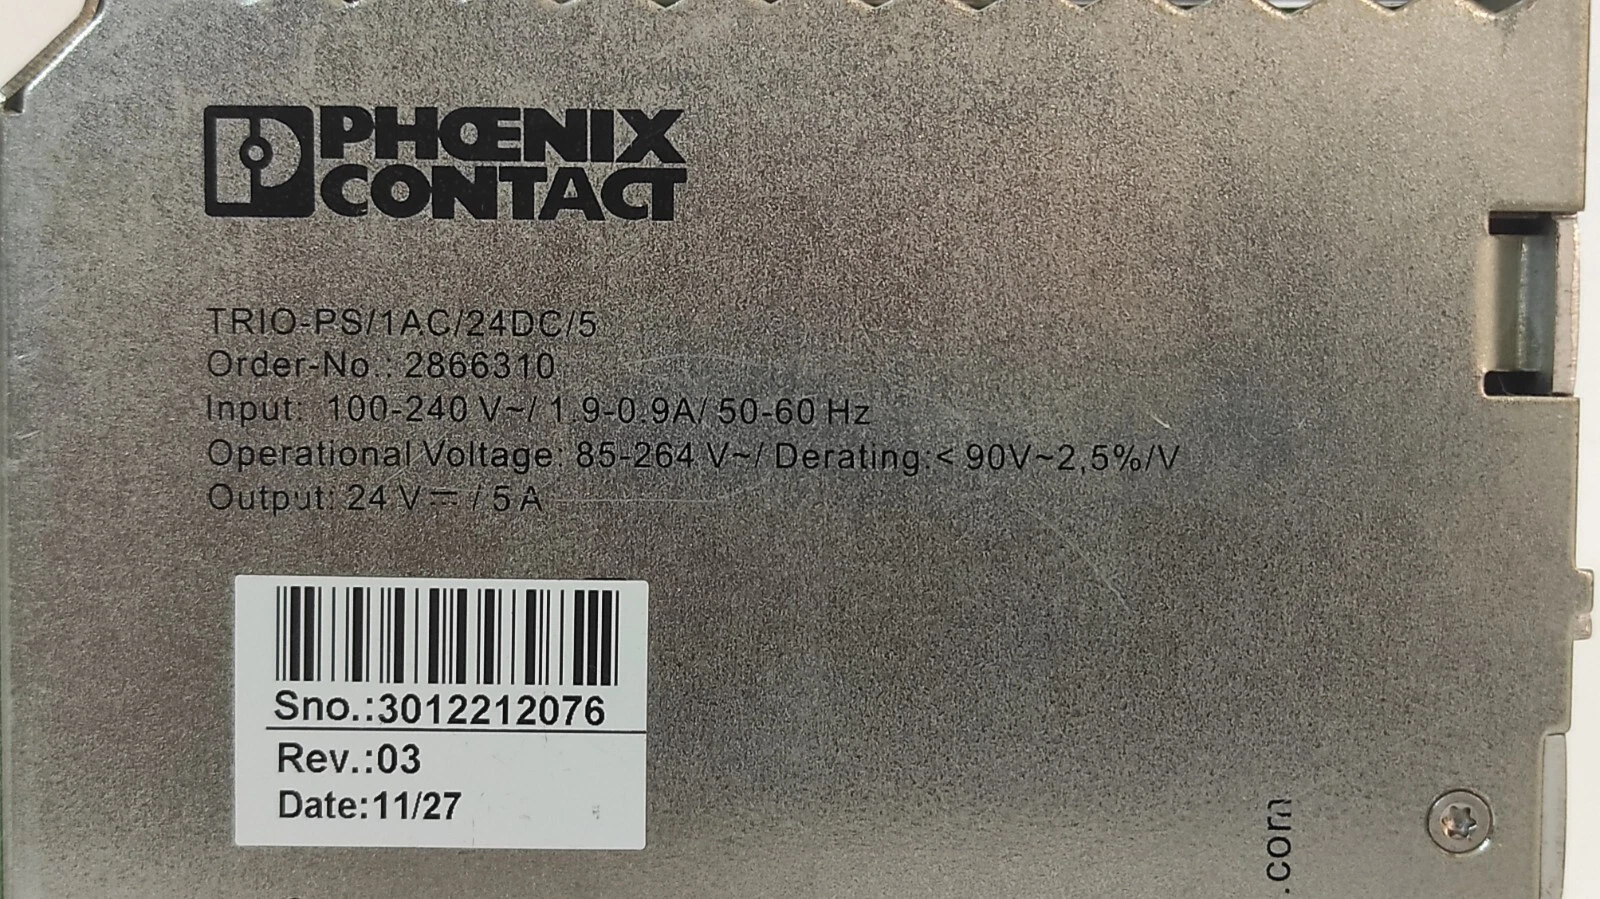 PHŒNIX
CONTACT
TRIO-PS/1AC/24DC/5
Order-No.: 2866310
Input: 100-240 V~/ 1.9-0.9A/ 50-60 Hz
Operational Voltage: 85-264 V~/ Derating:< 90V~2,5%/V
Output: 24 V⎓ / 5 A
Sno.:3012212076
Rev.:03
Date:11/27
.com